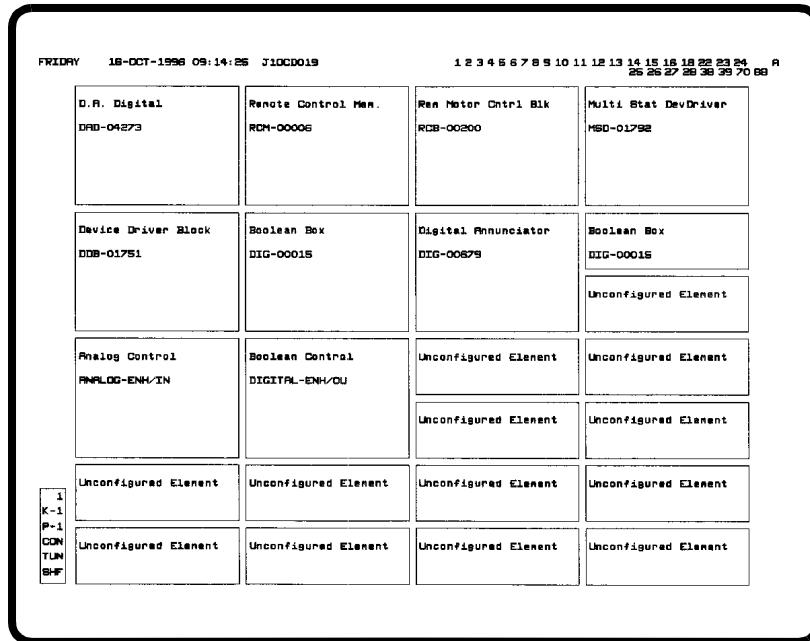 FRIDAY 16-OCT-1996 09:14:25 J10CD019 1 2 3 4 5 6 7 8 9 10 11 12 13 14 15 16 18 22 23 24 A
25 26 27 28 38 39 70 88
D.A. Digital Remote Control Mem. Rem Motor Cntrl Blk Multi Stat DevDriver
DAD-04273 RCM-00006 RCB-00200 MSD-01792
Device Driver Block Boolean Box Digital Annunciator Boolean Box
DDB-01751 DIG-00015 DIG-00679 DIG-00015
Unconfigured Element
Analog Control Boolean Control Unconfigured Element Unconfigured Element
ANALOG-ENH/IN DIGITAL-ENH/OU
Unconfigured Element Unconfigured Element
Unconfigured Element Unconfigured Element Unconfigured Element Unconfigured Element
1
K-1
P-1
CON
TUN
SHF
Unconfigured Element Unconfigured Element Unconfigured Element Unconfigured Element